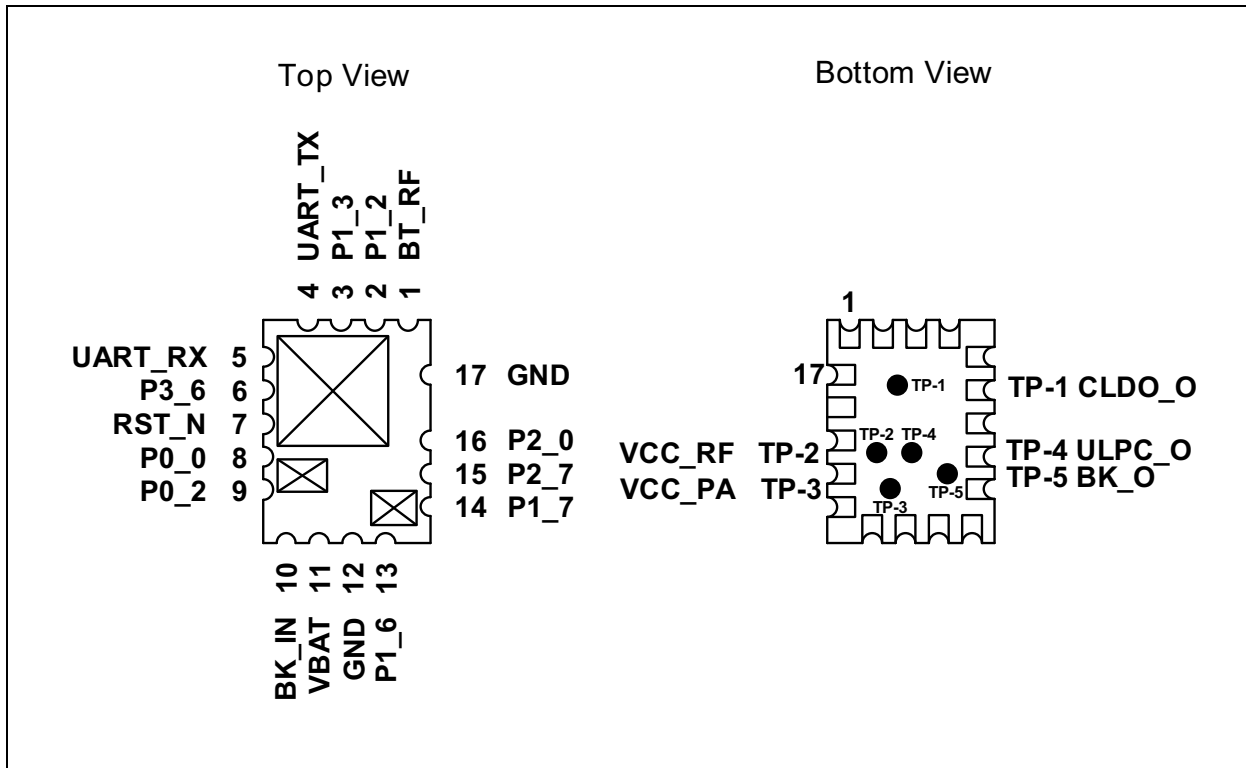 Top View
Bottom View
4 UART_TX
3 P1_3
2 P1_2
1 BT_RF
UART_RX 5
P3_6 6
RST_N 7
P0_0 8
P0_2 9
17 GND
16 P2_0
15 P2_7
14 P1_7
10 BK_IN
11 VBAT
12 GND
13 P1_6
1
17
TP-1
TP-2 TP-4
TP-5
TP-3
VCC_RF TP-2
VCC_PA TP-3
TP-1 CLDO_O
TP-4 ULPC_O
TP-5 BK_O